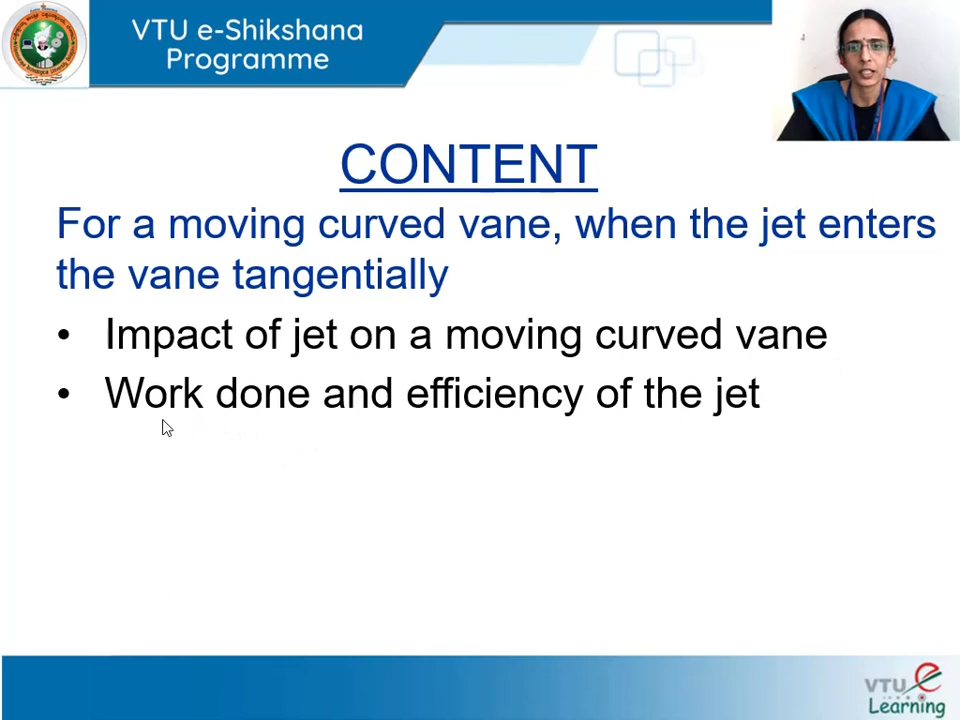 VTU e-Shikshana
Programme
CONTENT
For a moving curved vane, when the jet enters
the vane tangentially
• Impact of jet on a moving curved vane
• Work done and efficiency of the jet
VTU e
Learning